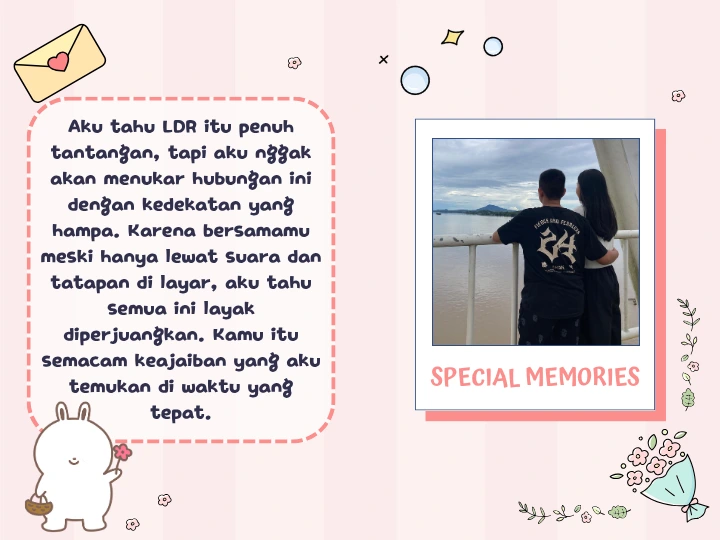 Aku tahu LDR itu penuh
tantangan, tapi aku nggak
akan menukar hubungan ini
dengan kedekatan yang
hampa. Karena bersamamu
meski hanya lewat suara dan
tatapan di layar, aku tahu
semua ini layak
diperjuangkan. Kamu itu
semacam keajaiban yang aku
temukan di waktu yang
tepat.
24
SPECIAL MEMORIES